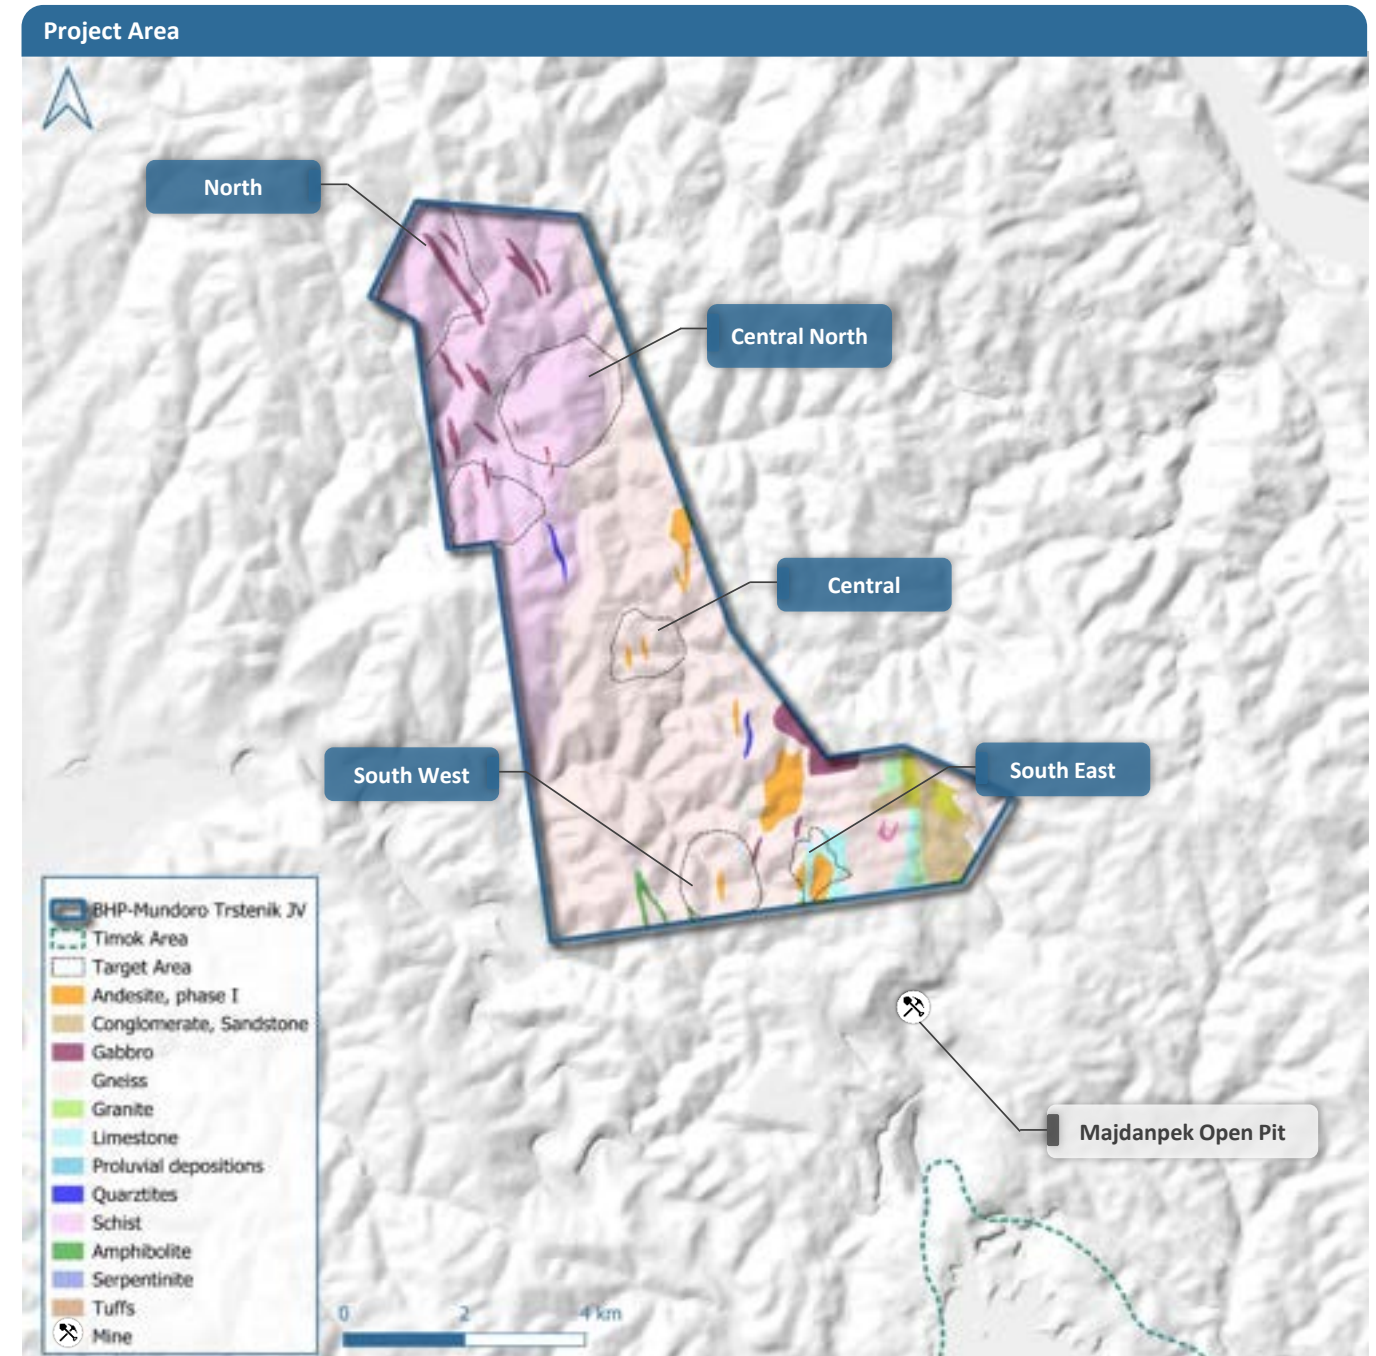 Project Area
North
Central North
Central
South West
South East
Majdanpek Open Pit
BHP-Mundoro Trstenik JV
Timok Area
Target Area
Andesite, phase I
Conglomerate, Sandstone
Gabbro
Gneiss
Granite
Limestone
Proluvial depositions
Quarztites
Schist
Amphibolite
Serpentinite
Tuffs
Mine
0 2 4 km